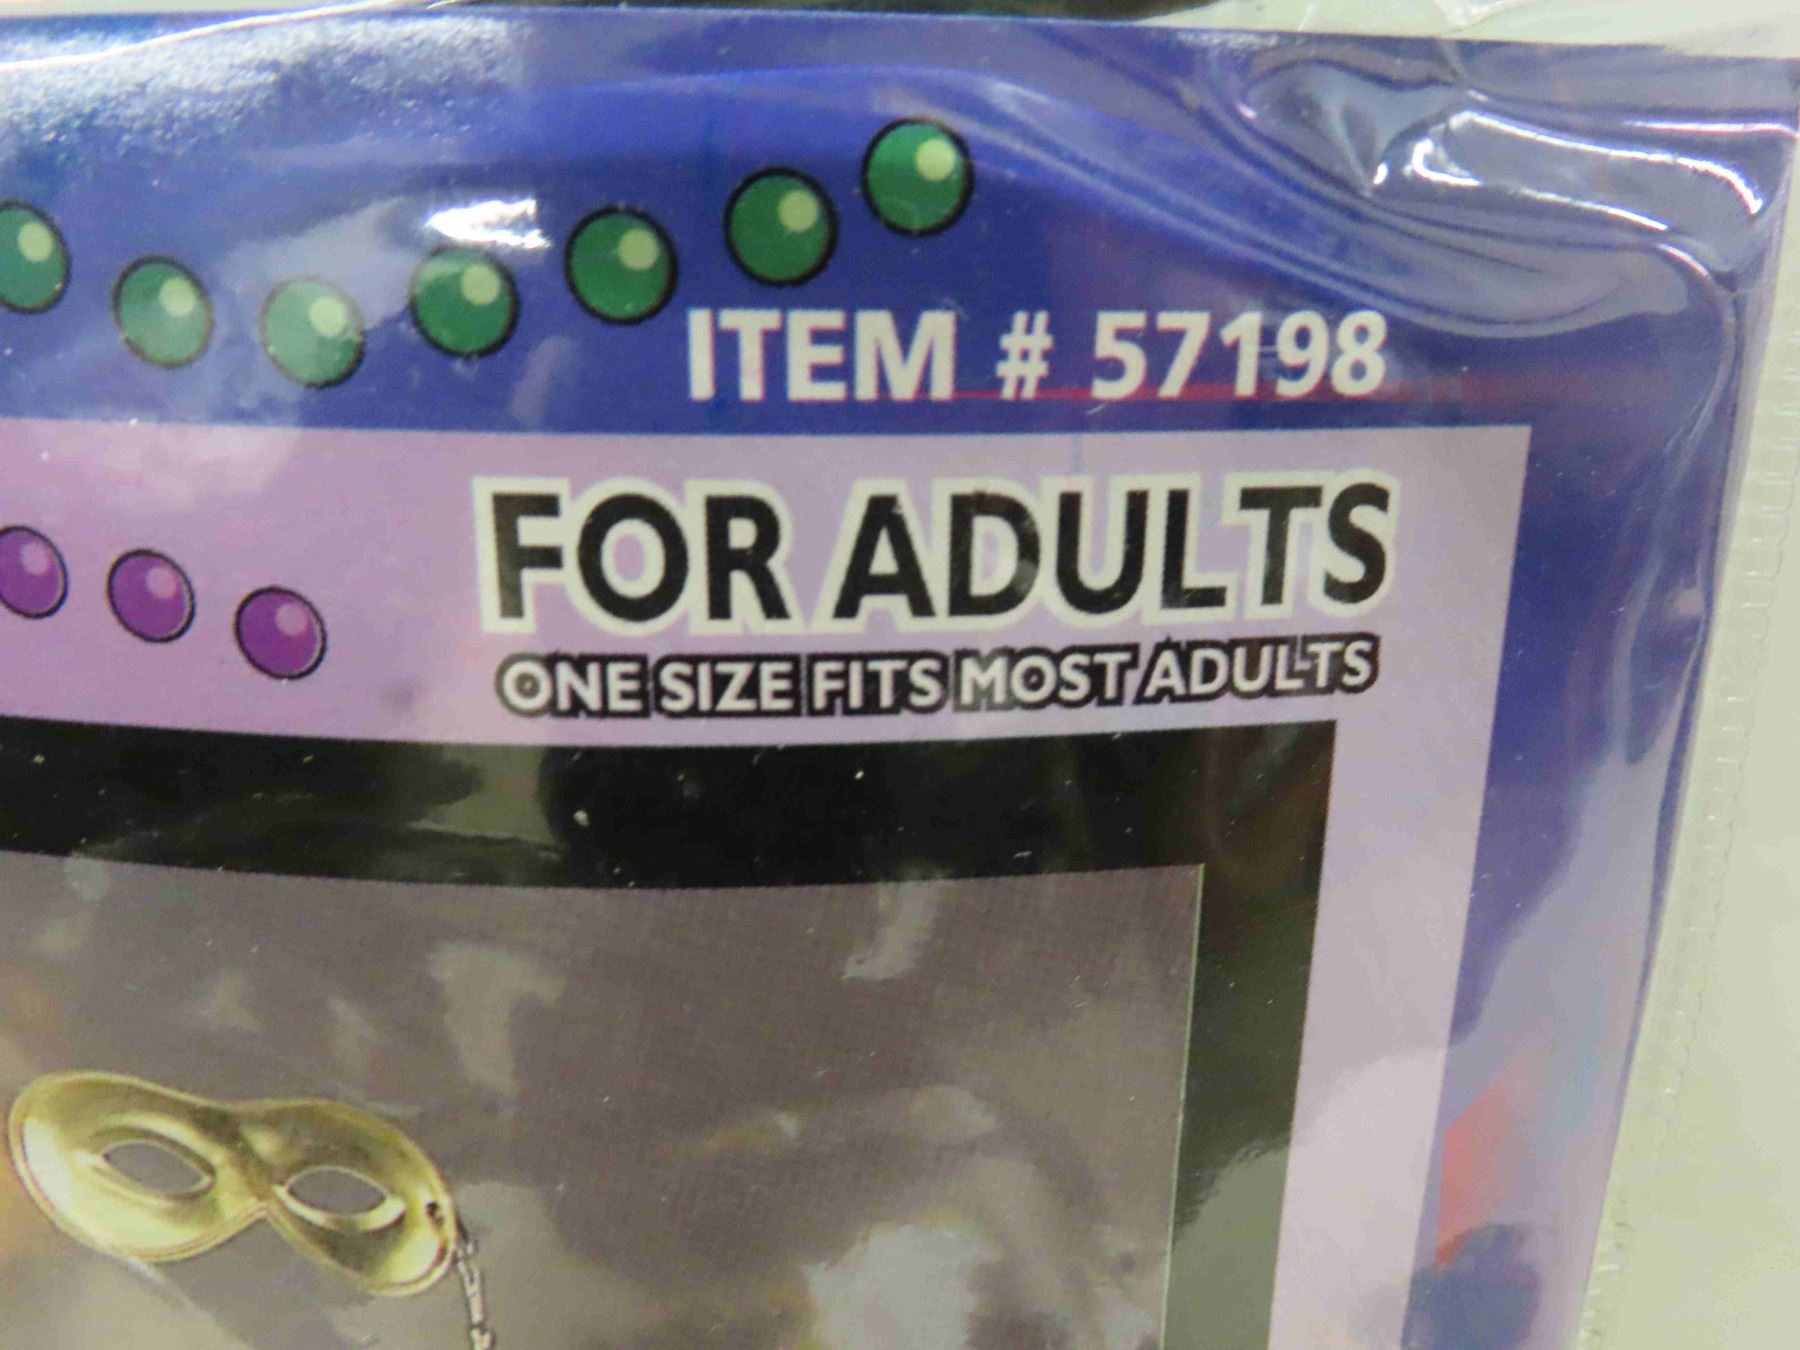 ITEM # 57198
FOR ADULTS
ONE SIZE FITS MOST ADULTS